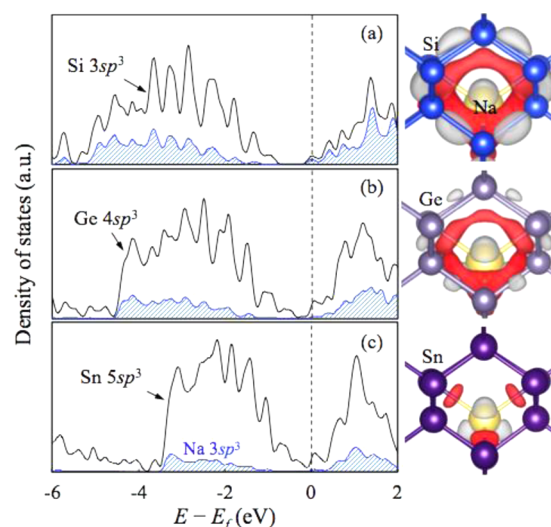 Density of states (a.u.)
(a)
Si 3sp³
Si
Na
(b)
Ge 4sp³
Ge
(c)
Sn 5sp³
Na 3sp³
Sn
-6 -4 -2 0 2
E − E_f (eV)